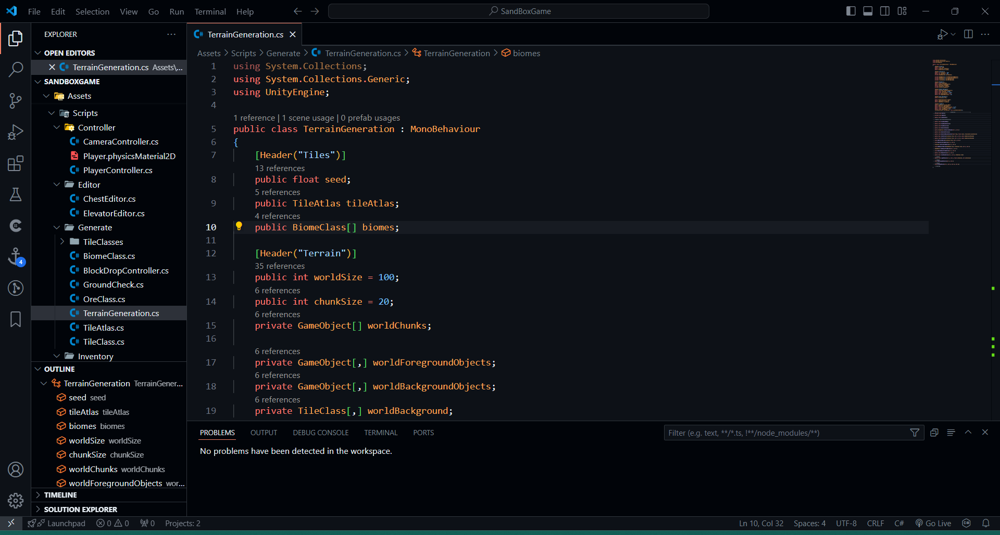 File Edit Selection View Go Run Terminal Help
SandBoxGame
EXPLORER
OPEN EDITORS
TerrainGeneration.cs Assets\...
SANDBOXGAME
Assets
Scripts
Controller
CameraController.cs
Player.physicsMaterial2D
PlayerController.cs
Editor
ChestEditor.cs
ElevatorEditor.cs
Generate
TileClasses
BiomeClass.cs
BlockDropController.cs
GroundCheck.cs
OreClass.cs
TerrainGeneration.cs
TileAtlas.cs
TileClass.cs
Inventory
4
OUTLINE
TerrainGeneration TerrainGener...
seed seed
tileAtlas tileAtlas
biomes biomes
worldSize worldSize
chunkSize chunkSize
worldChunks worldChunks
worldForegroundObjects wor...
TIMELINE
SOLUTION EXPLORER
TerrainGeneration.cs
Assets > Scripts > Generate > TerrainGeneration.cs > TerrainGeneration > biomes
1 using System.Collections;
2 using System.Collections.Generic;
3 using UnityEngine;
4
1 reference | 1 scene usage | 0 prefab usages
5 public class TerrainGeneration : MonoBehaviour
6 {
7 [Header("Tiles")]
13 references
8 public float seed;
5 references
9 public TileAtlas tileAtlas;
4 references
10 public BiomeClass[] biomes;
11
12 [Header("Terrain")]
35 references
13 public int worldSize = 100;
6 references
14 public int chunkSize = 20;
6 references
15 private GameObject[] worldChunks;
16
6 references
17 private GameObject[,] worldForegroundObjects;
6 references
18 private GameObject[,] worldBackgroundObjects;
6 references
19 private TileClass[,] worldBackground;
PROBLEMS OUTPUT DEBUG CONSOLE TERMINAL PORTS
Filter (e.g. text, **/*.ts, !**/node_modules/**)
No problems have been detected in the workspace.
Launchpad 0 0 0 Projects: 2
Ln 10, Col 32 Spaces: 4 UTF-8 CRLF C# Go Live